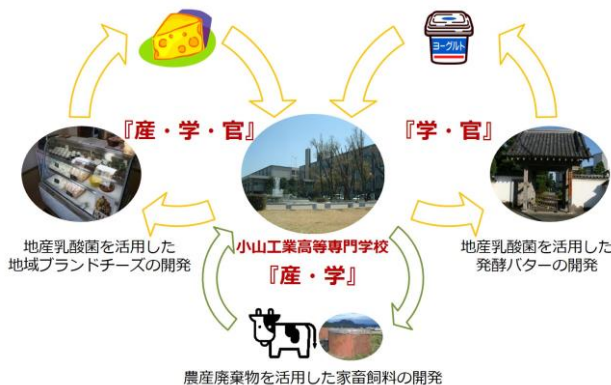 ヨーグルト
『産・学・官』
『学・官』
地産乳酸菌を活用した
地域ブランドチーズの開発
小山工業高等専門学校
『産・学』
地産乳酸菌を活用した
発酵バターの開発
農産廃棄物を活用した家畜飼料の開発